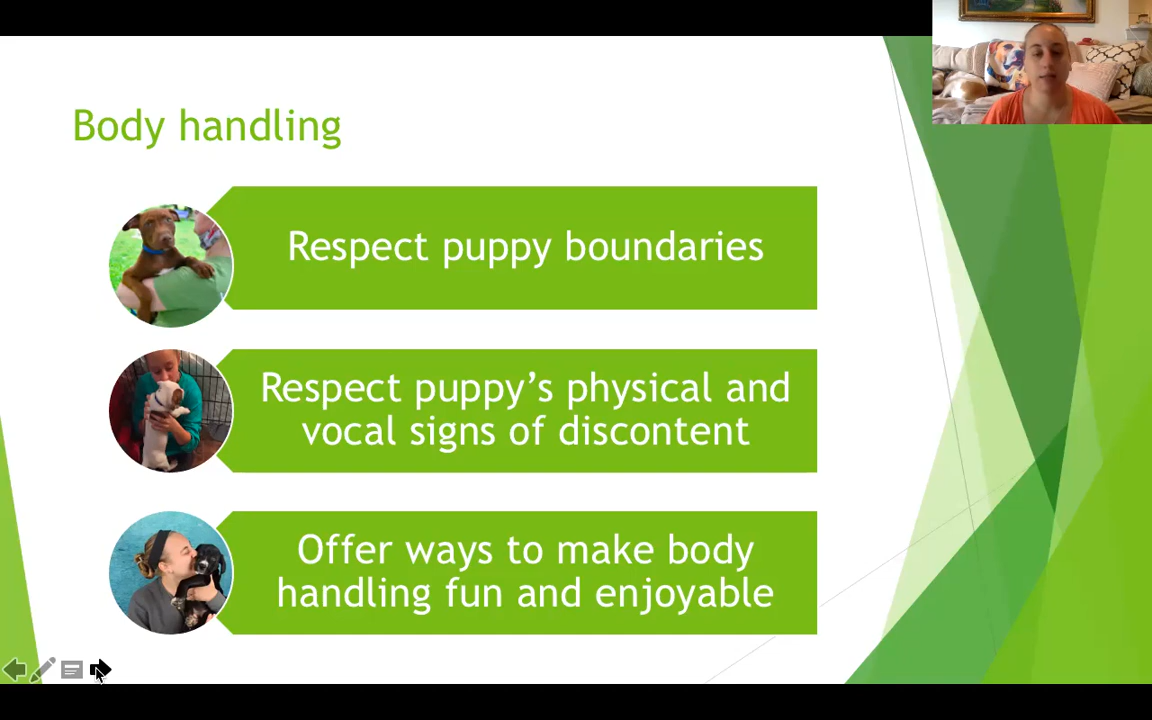 Body handling
Respect puppy boundaries
Respect puppy’s physical and
vocal signs of discontent
Offer ways to make body
handling fun and enjoyable